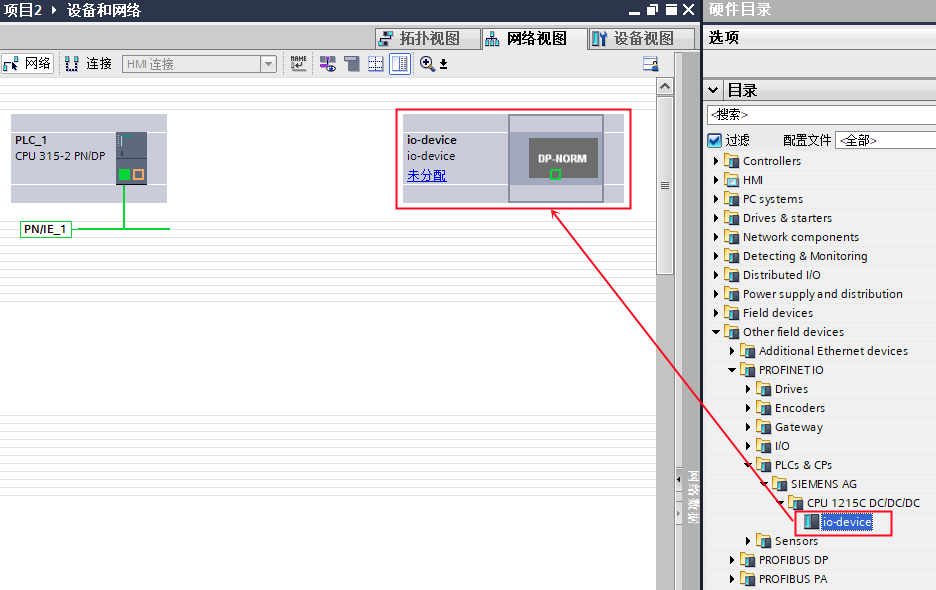 项目2 ▸ 设备和网络
硬件目录
选项
拓扑视图
网络视图
设备视图
网络
连接
HMI 连接
NAME
目录
<搜索>
过滤
配置文件
<全部>
PLC_1
CPU 315-2 PN/DP
PN/IE_1
io-device
io-device
未分配
DP-NORM
网络数据
Controllers
HMI
PC systems
Drives & starters
Network components
Detecting & Monitoring
Distributed I/O
Power supply and distribution
Field devices
Other field devices
Additional Ethernet devices
PROFINET IO
Drives
Encoders
Gateway
I/O
PLCs & CPs
SIEMENS AG
CPU 1215C DC/DC/DC
io-device
Sensors
PROFIBUS DP
PROFIBUS PA